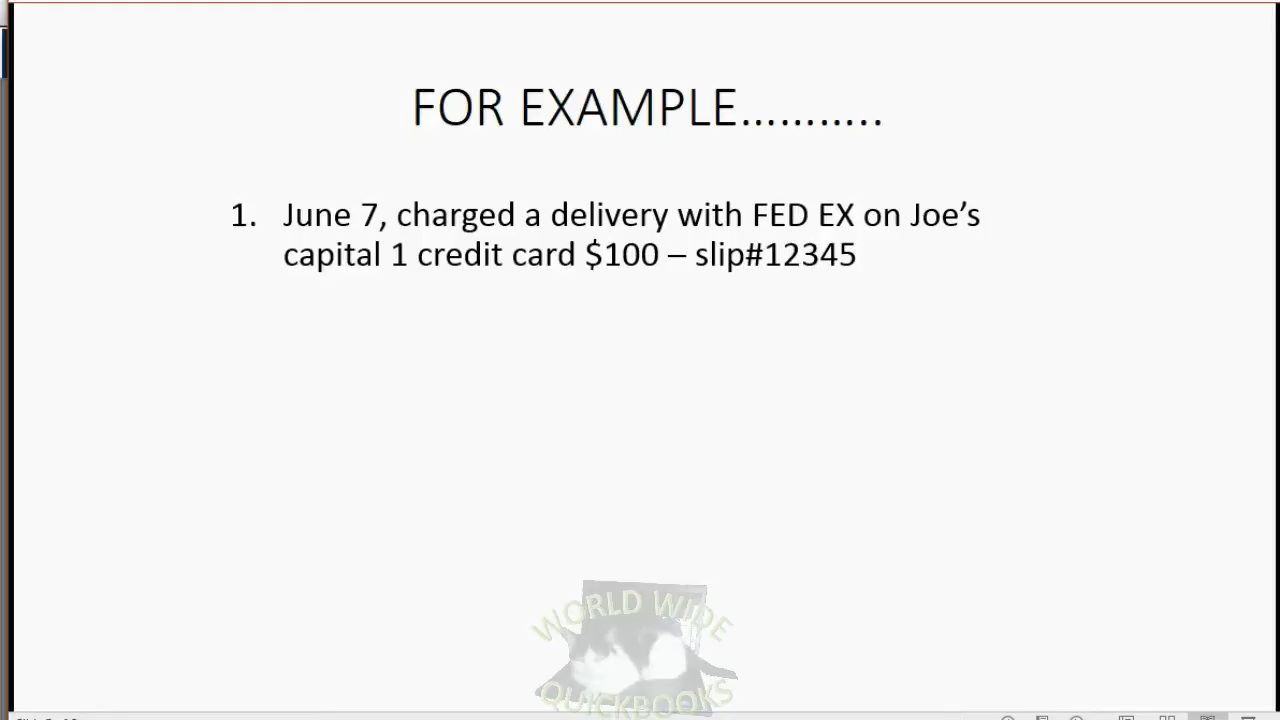 FOR EXAMPLE………..
1. June 7, charged a delivery with FED EX on Joe’s
capital 1 credit card $100 – slip#12345
WORLD WIDE
QUICKBOOKS